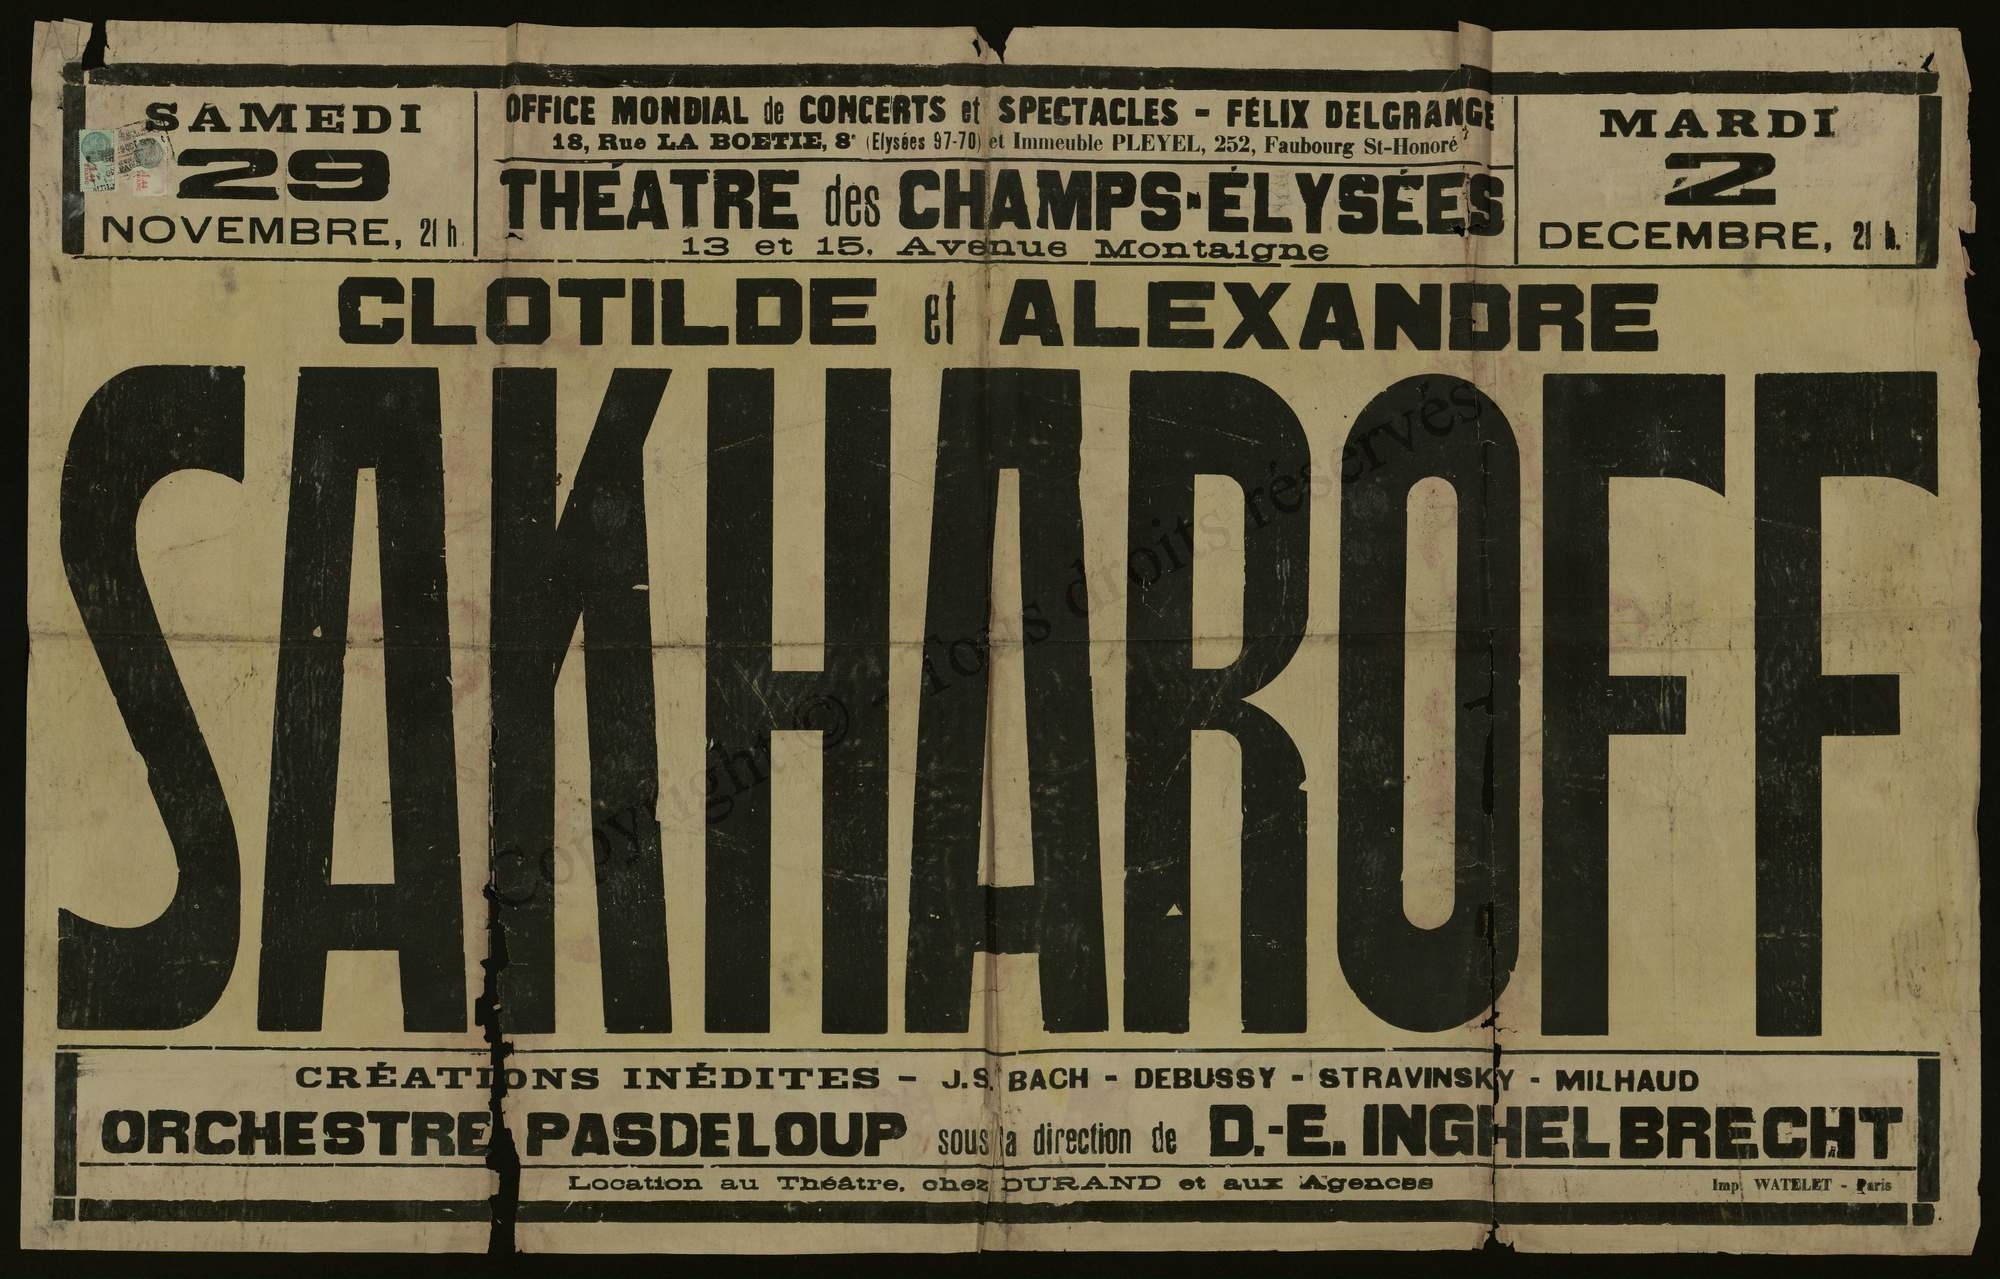 SAMEDI
29
NOVEMBRE, 21 h.
OFFICE MONDIAL de CONCERTS et SPECTACLES - FÉLIX DELGRANGE
18, Rue LA BOETIE, 8e (Elysées 97-70) et Immeuble PLEYEL, 252, Faubourg St-Honoré
THÉATRE des CHAMPS-ÉLYSÉES
13 et 15, Avenue Montaigne
MARDI
2
DECEMBRE, 21 h.
CLOTILDE et ALEXANDRE
SAKHAROFF
Copyright © - Tous droits réservés.
CRÉATIONS INÉDITES - J.S. BACH - DEBUSSY - STRAVINSKY - MILHAUD
ORCHESTRE PASDELOUP sous la direction de D.-E. INGHELBRECHT
Location au Théâtre, chez DURAND et aux Agences
Imp. WATELET - Paris